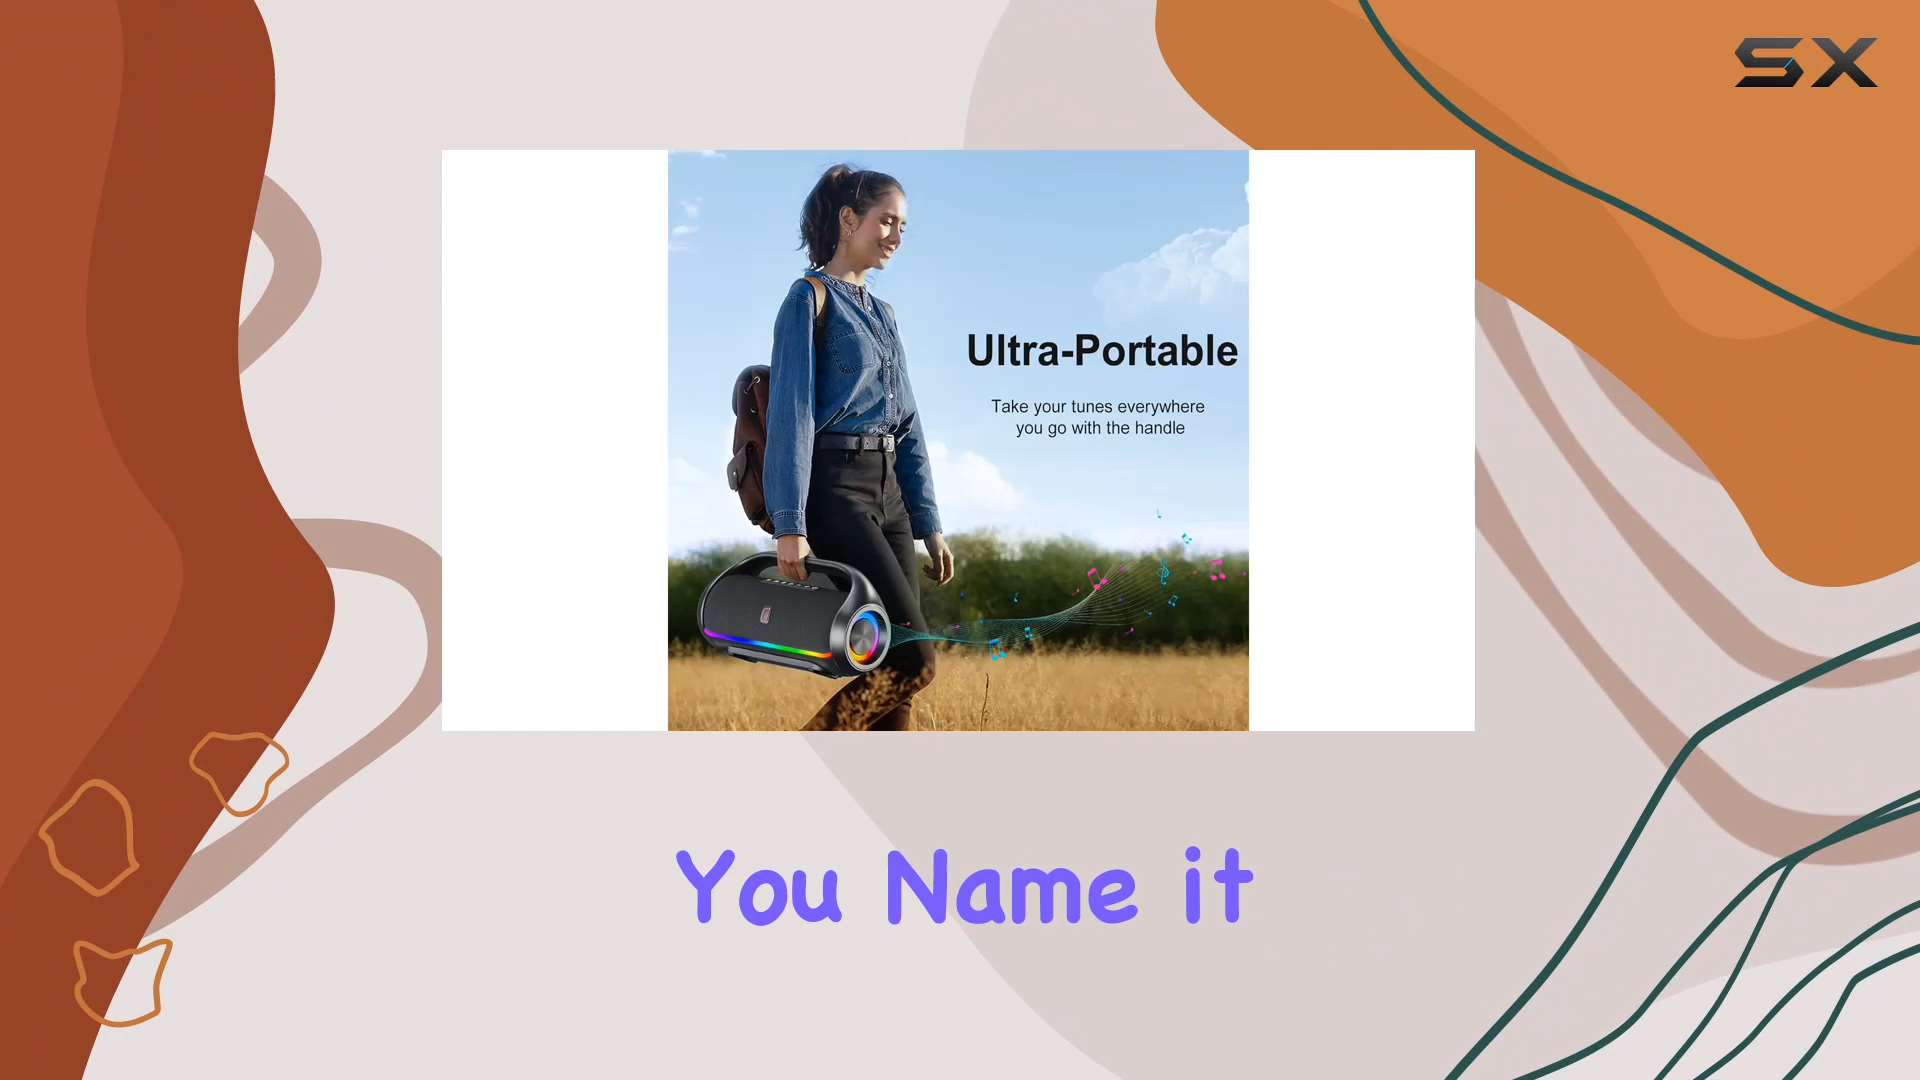 SX
Ultra-Portable
Take your tunes everywhere
you go with the handle
You Name it